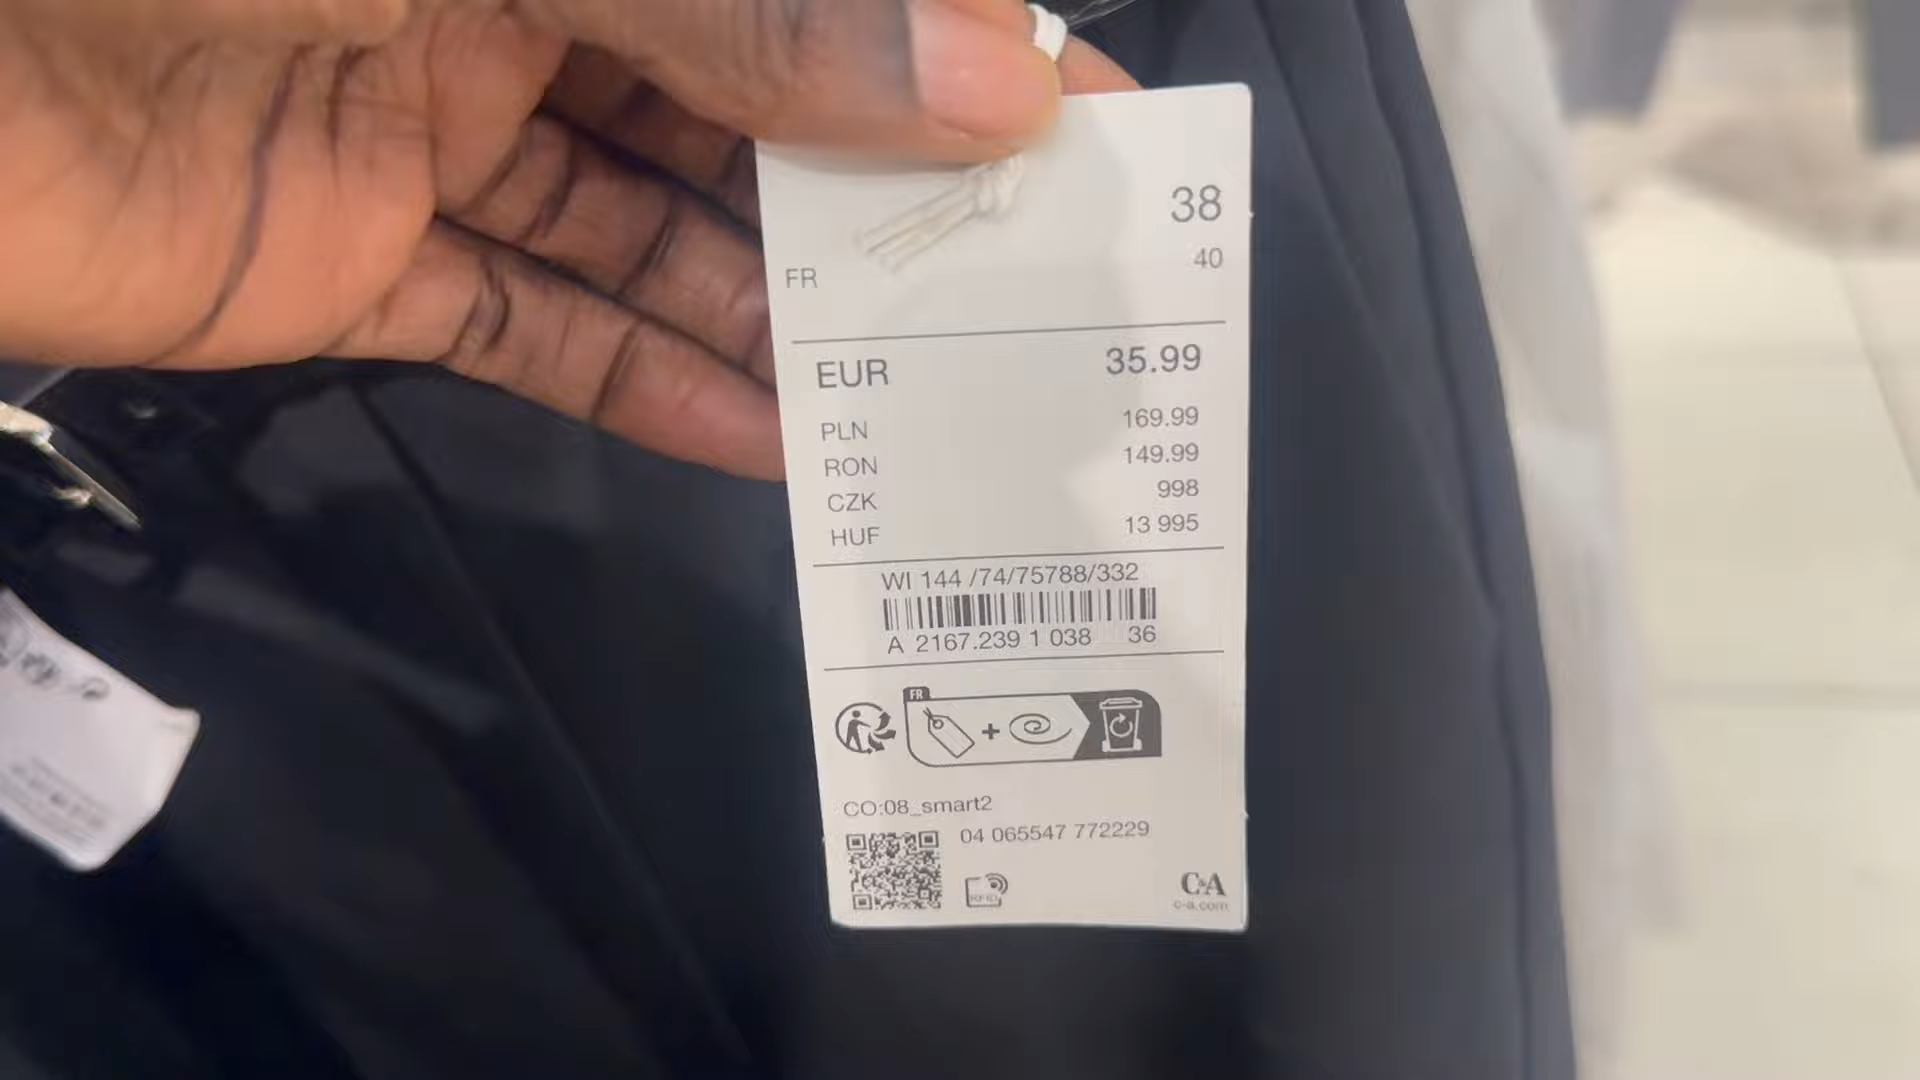 38
FR 40
EUR 35.99
PLN 169.99
RON 149.99
CZK 998
HUF 13 995
WI 144 /74/75788/332
A 2167.239 1 038 36
FR
+
CO:08_smart2
04 065547 772229
RFID
C&A
c-a.com